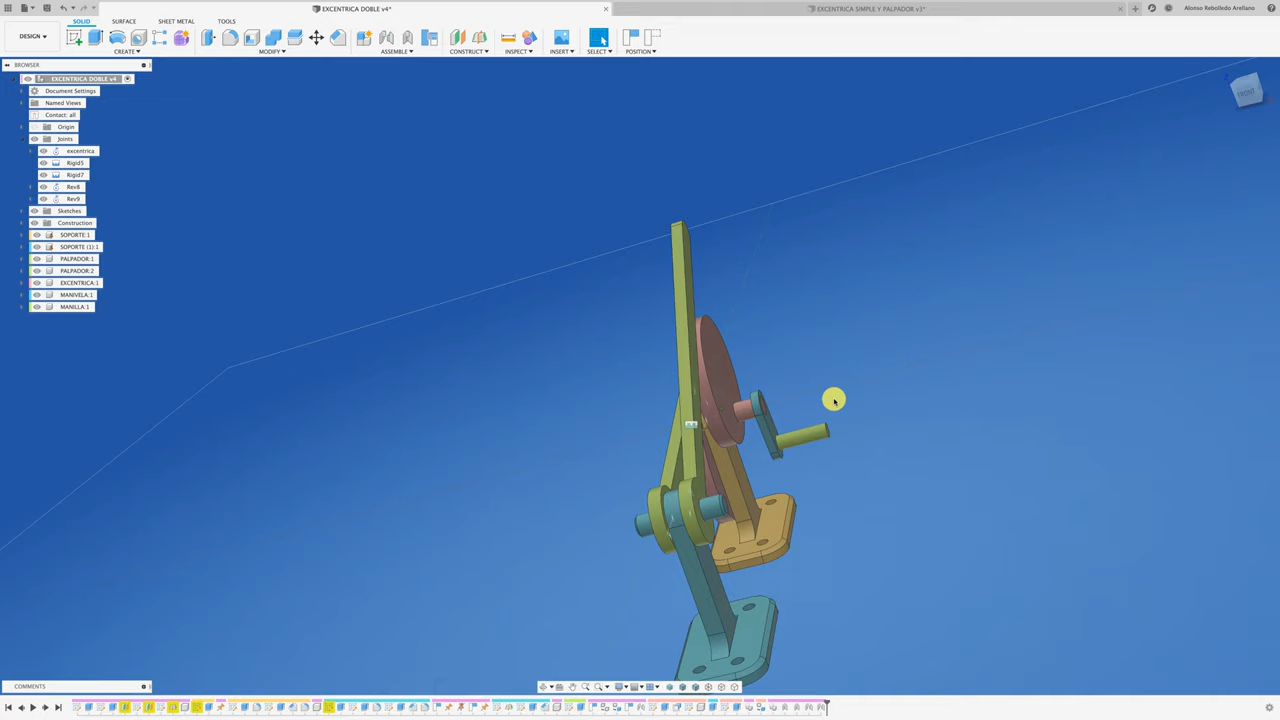 EXCENTRICA DOBLE v4*
EXCENTRICA SIMPLE Y PALPADOR v3*
Alonso Rebolledo Arellano
SOLID
SURFACE
SHEET METAL
TOOLS
DESIGN
CREATE
MODIFY
ASSEMBLE
CONSTRUCT
INSPECT
INSERT
SELECT
POSITION
BROWSER
EXCENTRICA DOBLE v4
Document Settings
Named Views
Contact: all
Origin
Joints
excentrica
Rigid5
Rigid7
Rev8
Rev9
Sketches
Construction
SOPORTE:1
SOPORTE (1):1
PALPADOR:1
PALPADOR:2
EXCENTRICA:1
MANIVELA:1
MANILLA:1
FRONT
Z
COMMENTS